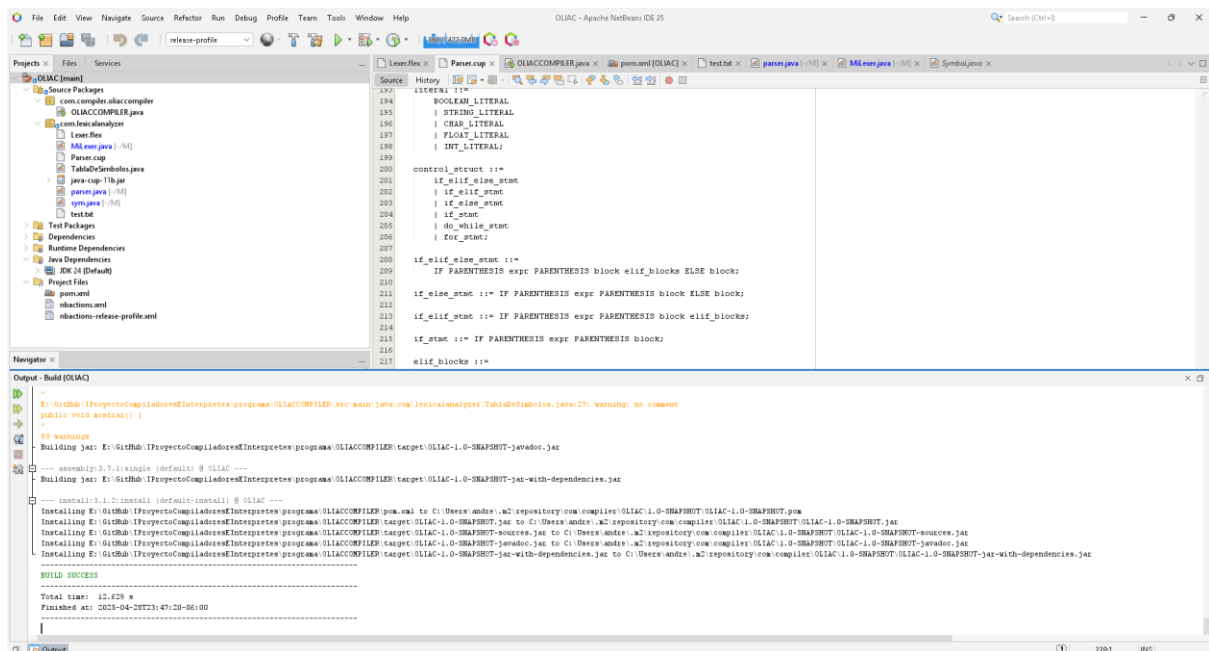 File Edit View Navigate Source Refactor Run Debug Profile Team Tools Window Help OLIAC - Apache NetBeans IDE 25 Search (Ctrl+I)
release-profile
Projects Files Services
Lexer.flex Parser.cup OLIACCOMPILER.java pom.xml [OLIAC] test.txt parser.java [-/M] MiLexer.java [-/M] Symbol.java
Source History
OLIAC [main]
Source Packages
com.compiler.oliaccompiler
OLIACCOMPILER.java
com.lexicalanalyzer
Lexer.flex
MiLexer.java [-/M]
Parser.cup
TablaDeSimbolos.java
java-cup-11b.jar
parser.java [-/M]
sym.java [-/M]
test.txt
Test Packages
Dependencies
Runtime Dependencies
Java Dependencies
JDK 24 (Default)
Project Files
pom.xml
nbactions.xml
nbactions-release-profile.xml
Navigator
193 literal ::=
194 BOOLEAN_LITERAL
195 | STRING_LITERAL
196 | CHAR_LITERAL
197 | FLOAT_LITERAL
198 | INT_LITERAL;
199
200 control_struct ::=
201 if_elif_else_stmt
202 | if_elif_stmt
203 | if_else_stmt
204 | if_stmt
205 | do_while_stmt
206 | for_stmt;
207
208 if_elif_else_stmt ::=
209 IF PARENTHESIS expr PARENTHESIS block elif_blocks ELSE block;
210
211 if_else_stmt ::= IF PARENTHESIS expr PARENTHESIS block ELSE block;
212
213 if_elif_stmt ::= IF PARENTHESIS expr PARENTHESIS block elif_blocks;
214
215 if_stmt ::= IF PARENTHESIS expr PARENTHESIS block;
216
217 elif_blocks ::=
Output - Build (OLIAC)
^
E:\GitHub\IProyectoCompiladoresEInterpretes\programa\OLIACCOMPILER\src\main\java\com\lexicalanalyzer\TablaDeSimbolos.java:27: warning: no comment
public void mostrar() {
^
83 warnings
Building jar: E:\GitHub\IProyectoCompiladoresEInterpretes\programa\OLIACCOMPILER\target\OLIAC-1.0-SNAPSHOT-javadoc.jar
--- assembly:3.7.1:single (default) @ OLIAC ---
Building jar: E:\GitHub\IProyectoCompiladoresEInterpretes\programa\OLIACCOMPILER\target\OLIAC-1.0-SNAPSHOT-jar-with-dependencies.jar
--- install:3.1.2:install (default-install) @ OLIAC ---
Installing E:\GitHub\IProyectoCompiladoresEInterpretes\programa\OLIACCOMPILER\pom.xml to C:\Users\andre\.m2\repository\com\compiler\OLIAC\1.0-SNAPSHOT\OLIAC-1.0-SNAPSHOT.pom
Installing E:\GitHub\IProyectoCompiladoresEInterpretes\programa\OLIACCOMPILER\target\OLIAC-1.0-SNAPSHOT.jar to C:\Users\andre\.m2\repository\com\compiler\OLIAC\1.0-SNAPSHOT\OLIAC-1.0-SNAPSHOT.jar
Installing E:\GitHub\IProyectoCompiladoresEInterpretes\programa\OLIACCOMPILER\target\OLIAC-1.0-SNAPSHOT-sources.jar to C:\Users\andre\.m2\repository\com\compiler\OLIAC\1.0-SNAPSHOT\OLIAC-1.0-SNAPSHOT-sources.jar
Installing E:\GitHub\IProyectoCompiladoresEInterpretes\programa\OLIACCOMPILER\target\OLIAC-1.0-SNAPSHOT-javadoc.jar to C:\Users\andre\.m2\repository\com\compiler\OLIAC\1.0-SNAPSHOT\OLIAC-1.0-SNAPSHOT-javadoc.jar
Installing E:\GitHub\IProyectoCompiladoresEInterpretes\programa\OLIACCOMPILER\target\OLIAC-1.0-SNAPSHOT-jar-with-dependencies.jar to C:\Users\andre\.m2\repository\com\compiler\OLIAC\1.0-SNAPSHOT\OLIAC-1.0-SNAPSHOT-jar-with-dependencies.jar
------------------------------------------------------------------------
BUILD SUCCESS
------------------------------------------------------------------------
Total time: 12.629 s
Finished at: 2025-04-28T23:47:20-06:00
------------------------------------------------------------------------
Output INS